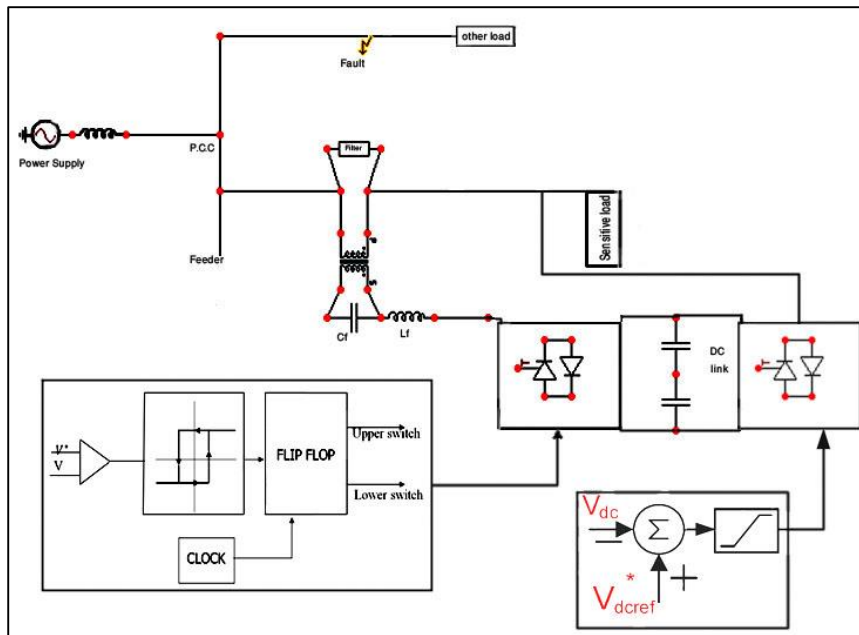 other load
Fault
Power Supply
P.C.C
Filter
Feeder
P
S
Sensitive load
Cf
Lf
T
DC
link
T
V*
V
FLIP FLOP
Upper switch
Lower switch
CLOCK
Vdc
Σ
−
+
Vdcref*